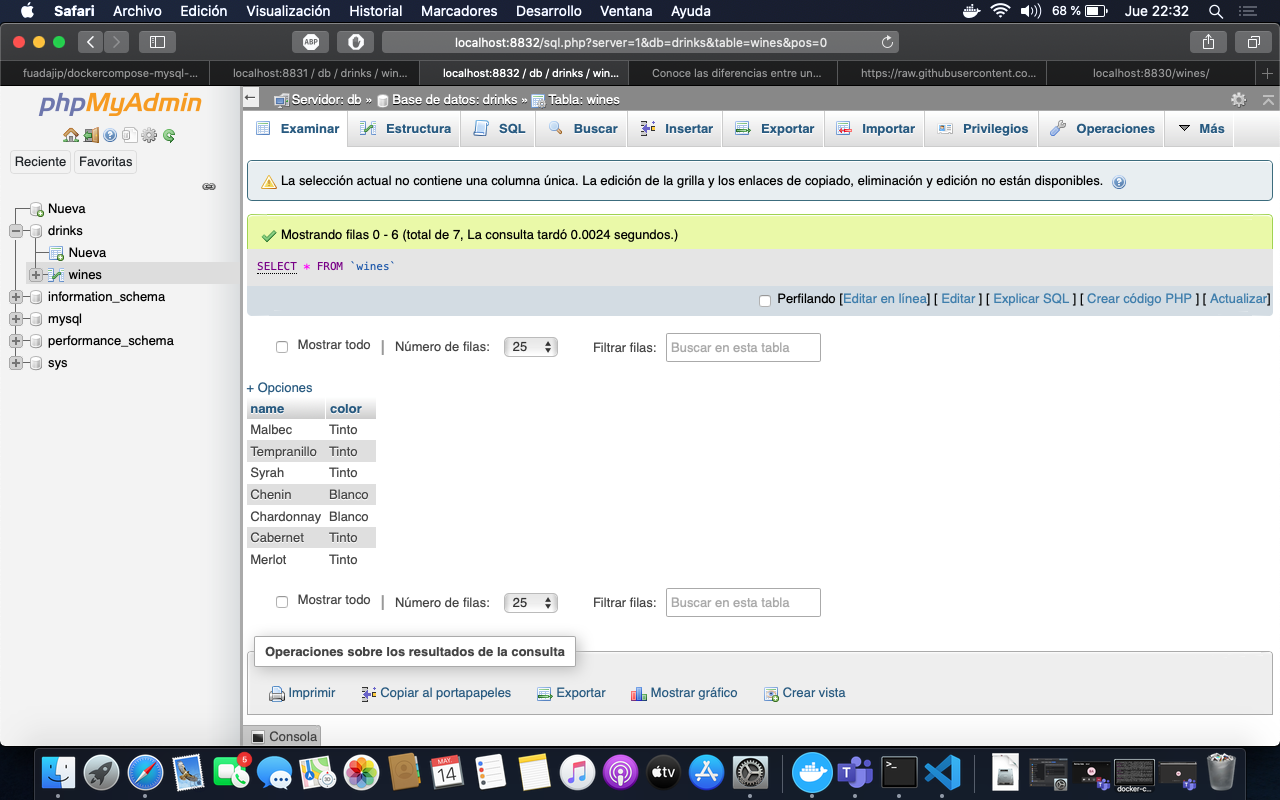 Safari Archivo Edición Visualización Historial Marcadores Desarrollo Ventana Ayuda 68 % Jue 22:32
ABP localhost:8832/sql.php?server=1&db=drinks&table=wines&pos=0
fuadajip/dockercompose-mysql-... localhost:8831 / db / drinks / win... localhost:8832 / db / drinks / win... Conoce las diferencias entre un... https://raw.githubusercontent.co... localhost:8830/wines/
phpMyAdmin
Reciente Favoritas
Nueva
drinks
Nueva
wines
information_schema
mysql
performance_schema
sys
Servidor: db » Base de datos: drinks » Tabla: wines
Examinar Estructura SQL Buscar Insertar Exportar Importar Privilegios Operaciones Más
La selección actual no contiene una columna única. La edición de la grilla y los enlaces de copiado, eliminación y edición no están disponibles.
Mostrando filas 0 - 6 (total de 7, La consulta tardó 0.0024 segundos.)
SELECT * FROM `wines`
Perfilando [Editar en línea] [ Editar ] [ Explicar SQL ] [ Crear código PHP ] [ Actualizar]
Mostrar todo | Número de filas: 25 Filtrar filas: Buscar en esta tabla
+ Opciones
name color
Malbec Tinto
Tempranillo Tinto
Syrah Tinto
Chenin Blanco
Chardonnay Blanco
Cabernet Tinto
Merlot Tinto
Mostrar todo | Número de filas: 25 Filtrar filas: Buscar en esta tabla
Operaciones sobre los resultados de la consulta
Imprimir Copiar al portapapeles Exportar Mostrar gráfico Crear vista
Consola
5 MAY. 14 tv docker-c...